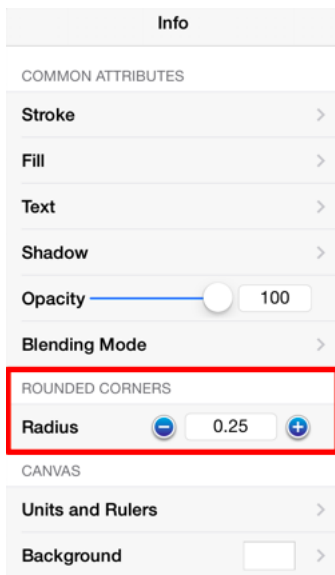 Info
COMMON ATTRIBUTES
Stroke
Fill
Text
Shadow
Opacity 100
Blending Mode
ROUNDED CORNERS
Radius 0.25
CANVAS
Units and Rulers
Background